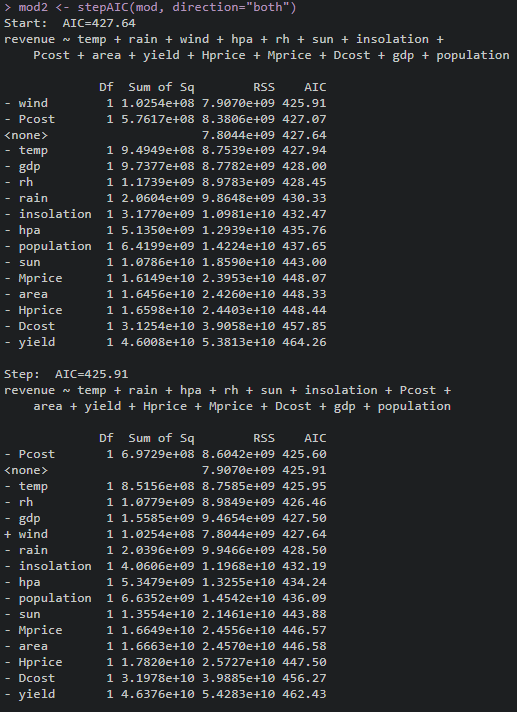 > mod2 <- stepAIC(mod, direction="both")
Start:  AIC=427.64
revenue ~ temp + rain + wind + hpa + rh + sun + insolation +
    Pcost + area + yield + Hprice + Mprice + Dcost + gdp + population

             Df  Sum of Sq        RSS    AIC
- wind        1 1.0254e+08 7.9070e+09 425.91
- Pcost       1 5.7617e+08 8.3806e+09 427.07
<none>                     7.8044e+09 427.64
- temp        1 9.4949e+08 8.7539e+09 427.94
- gdp         1 9.7377e+08 8.7782e+09 428.00
- rh          1 1.1739e+09 8.9783e+09 428.45
- rain        1 2.0604e+09 9.8648e+09 430.33
- insolation  1 3.1770e+09 1.0981e+10 432.47
- hpa         1 5.1350e+09 1.2939e+10 435.76
- population  1 6.4199e+09 1.4224e+10 437.65
- sun         1 1.0786e+10 1.8590e+10 443.00
- Mprice      1 1.6149e+10 2.3953e+10 448.07
- area        1 1.6456e+10 2.4260e+10 448.33
- Hprice      1 1.6598e+10 2.4403e+10 448.44
- Dcost       1 3.1254e+10 3.9058e+10 457.85
- yield       1 4.6008e+10 5.3813e+10 464.26

Step:  AIC=425.91
revenue ~ temp + rain + hpa + rh + sun + insolation + Pcost +
    area + yield + Hprice + Mprice + Dcost + gdp + population

             Df  Sum of Sq        RSS    AIC
- Pcost       1 6.9729e+08 8.6042e+09 425.60
<none>                     7.9070e+09 425.91
- temp        1 8.5156e+08 8.7585e+09 425.95
- rh          1 1.0779e+09 8.9849e+09 426.46
- gdp         1 1.5585e+09 9.4654e+09 427.50
+ wind        1 1.0254e+08 7.8044e+09 427.64
- rain        1 2.0396e+09 9.9466e+09 428.50
- insolation  1 4.0609e+09 1.1968e+10 432.19
- hpa         1 5.3479e+09 1.3255e+10 434.24
- population  1 6.6352e+09 1.4542e+10 436.09
- sun         1 1.3554e+10 2.1461e+10 443.88
- Mprice      1 1.6649e+10 2.4556e+10 446.57
- area        1 1.6663e+10 2.4570e+10 446.58
- Hprice      1 1.7820e+10 2.5727e+10 447.50
- Dcost       1 3.1978e+10 3.9885e+10 456.27
- yield       1 4.6376e+10 5.4283e+10 462.43